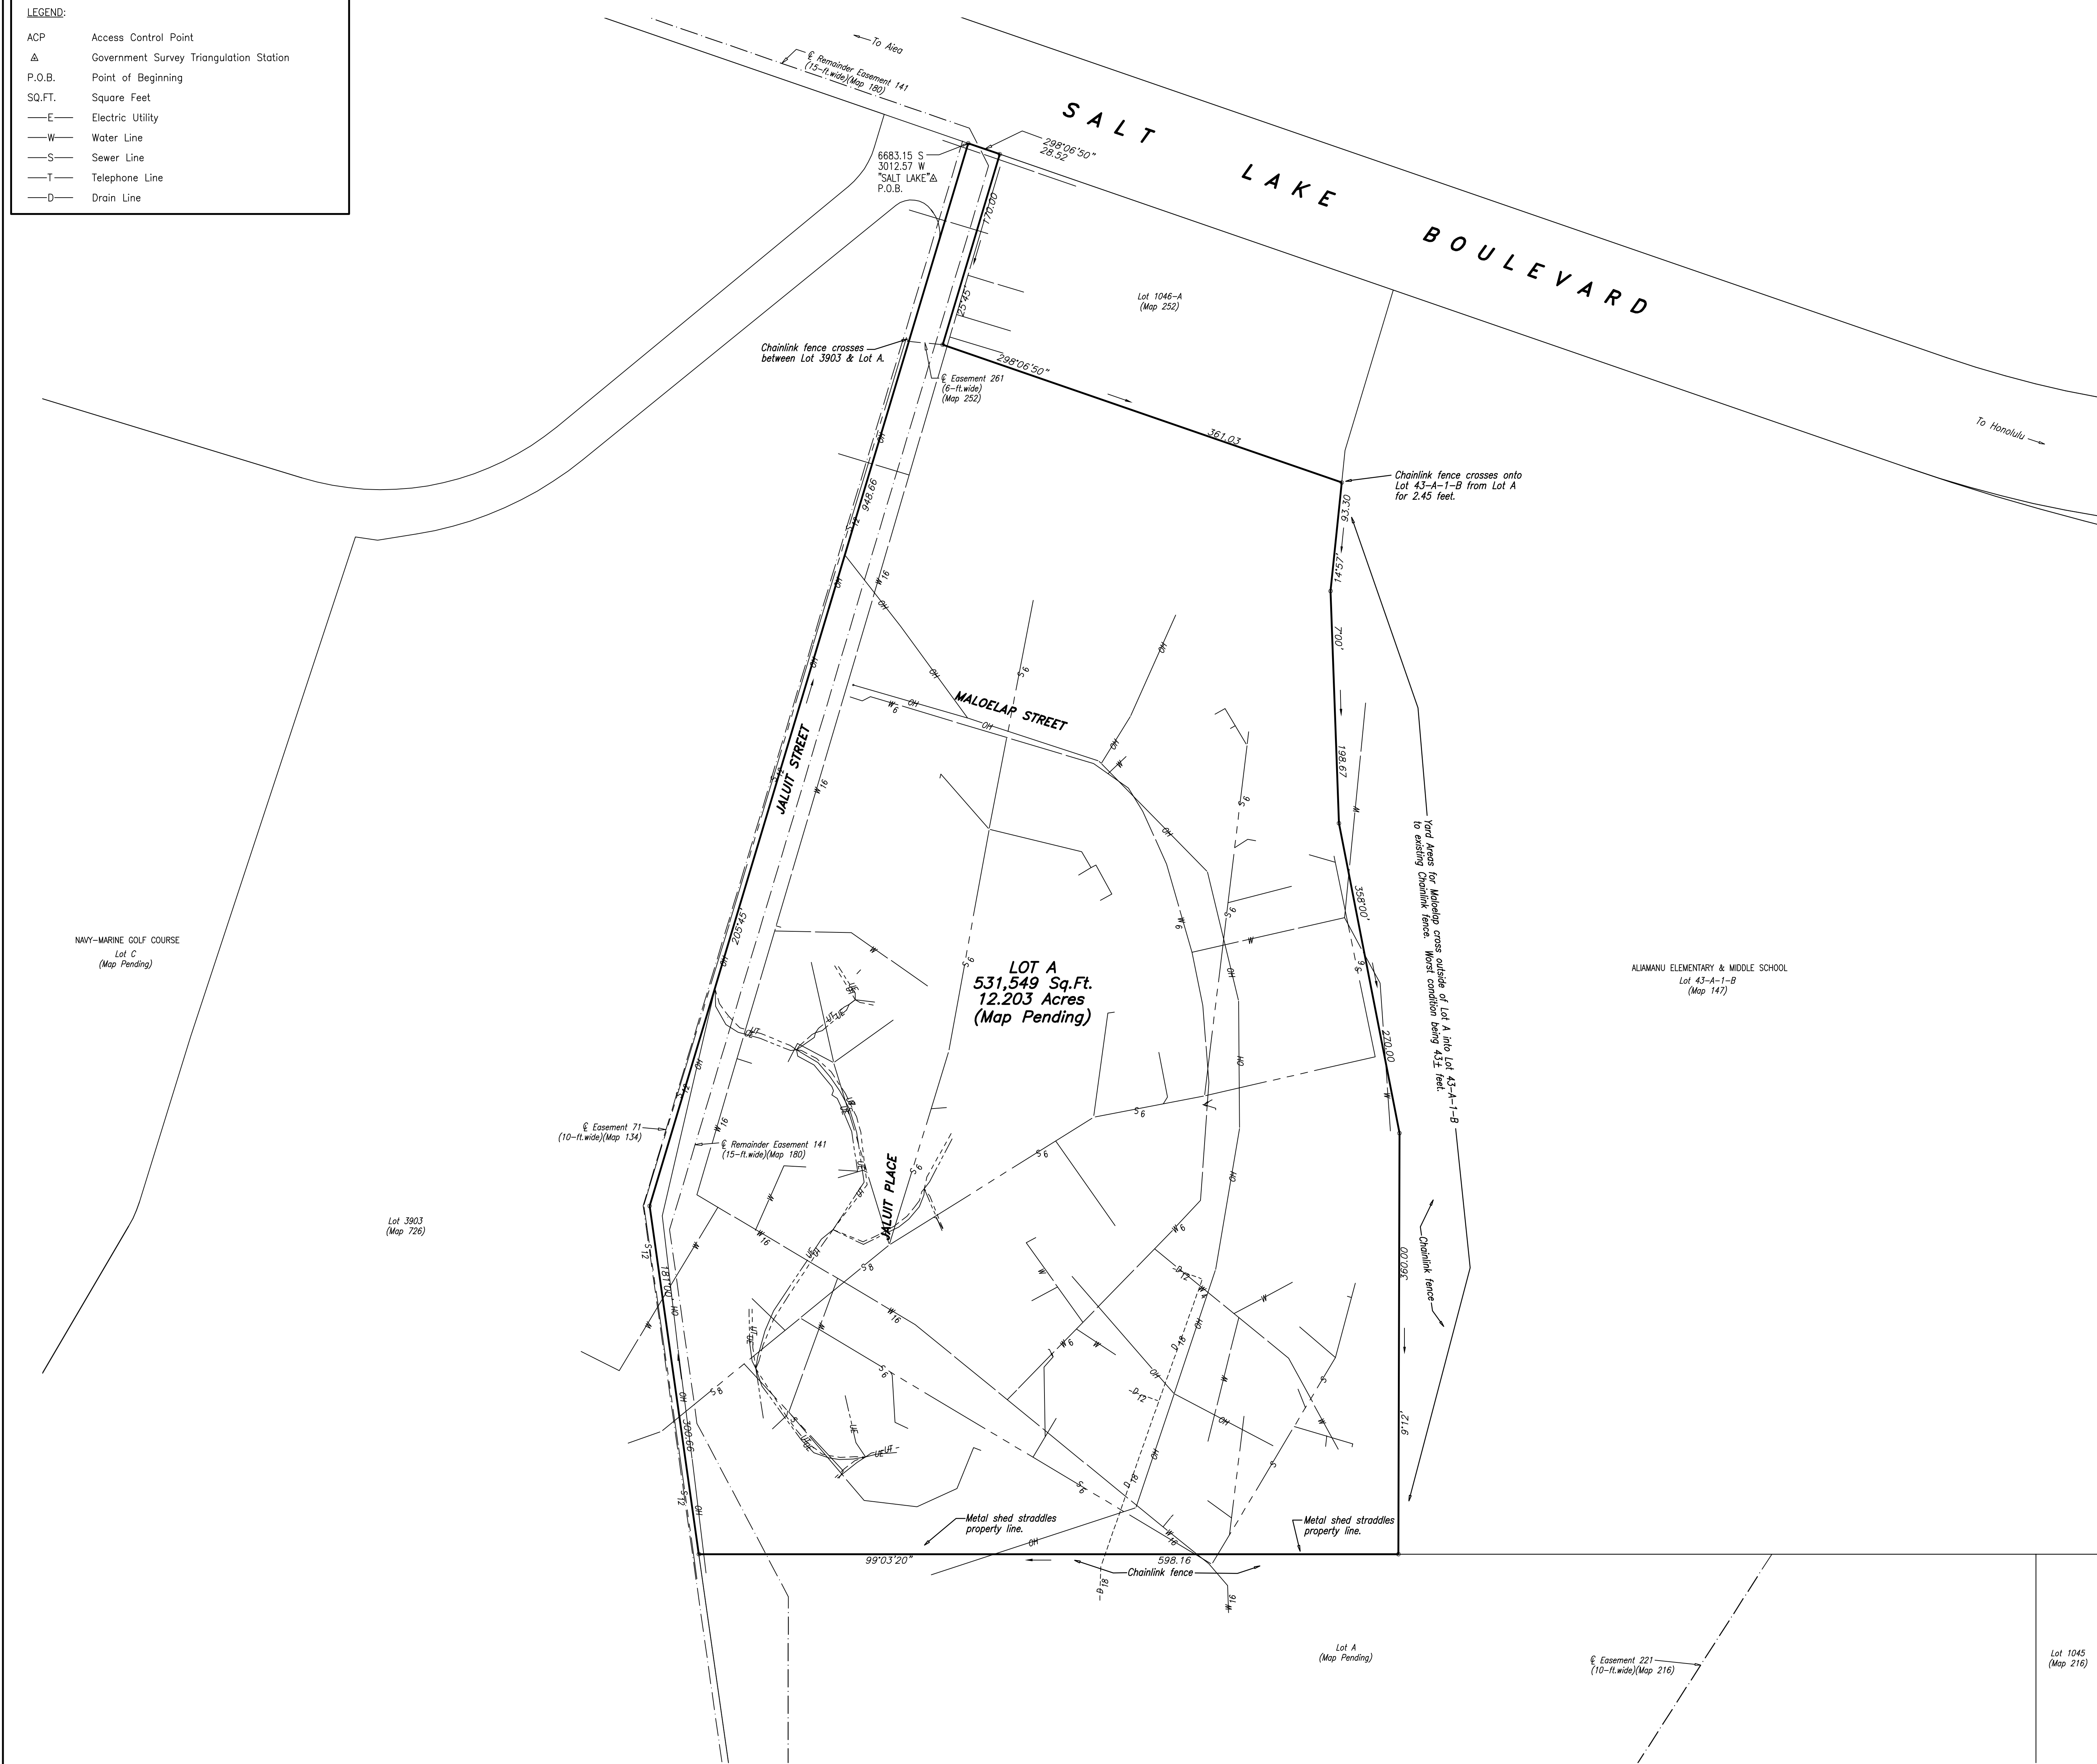 LEGEND:
ACP Access Control Point
Government Survey Triangulation Station
P.O.B. Point of Beginning
SQ.FT. Square Feet
E Electric Utility
W Water Line
S Sewer Line
T Telephone Line
D Drain Line
To Aiea
℄ Remainder Easement 141
(15-ft.wide)(Map 180)
SALT LAKE BOULEVARD
298°06'50"
28.52
6683.15 S
3012.57 W
"SALT LAKE"
P.O.B.
170.00
25°45'
Lot 1046-A
(Map 252)
Chainlink fence crosses
between Lot 3903 & Lot A.
℄ Easement 261
(6-ft.wide)
(Map 252)
298°06'50"
361.03
To Honolulu
Chainlink fence crosses onto
Lot 43-A-1-B from Lot A
for 2.45 feet.
93.30
14°57'
7°00'
198.67
948.66
JALUIT STREET
MALOELAP STREET
205°45'
358°00'
270.00
Yard Areas for Maloelap cross outside of Lot A into Lot 43-A-1-B
to existing Chainlink fence. Worst condition being 43± feet.
NAVY-MARINE GOLF COURSE
Lot C
(Map Pending)
LOT A
531,549 Sq.Ft.
12.203 Acres
(Map Pending)
ALIAMANU ELEMENTARY & MIDDLE SCHOOL
Lot 43-A-1-B
(Map 147)
℄ Easement 71
(10-ft.wide)(Map 134)
℄ Remainder Easement 141
(15-ft.wide)(Map 180)
JALUIT PLACE
Lot 3903
(Map 726)
181°00'
300.66
360.00
Chainlink fence
9°12'
Metal shed straddles
property line.
Metal shed straddles
property line.
99°03'20"
598.16
Chainlink fence
Lot A
(Map Pending)
℄ Easement 221
(10-ft.wide)(Map 216)
Lot 1045
(Map 216)